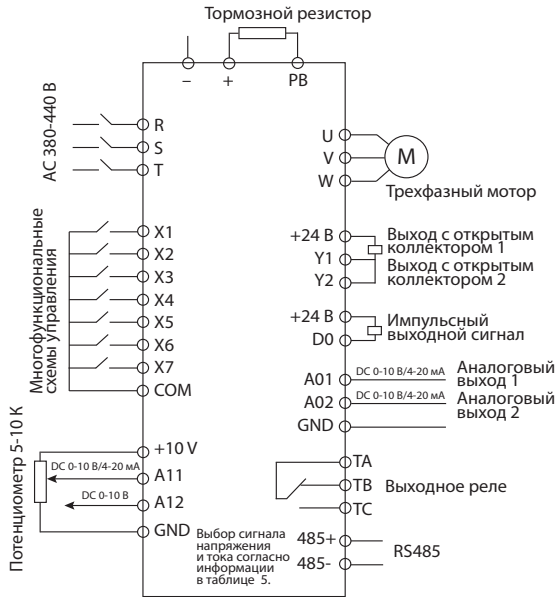 Тормозной резистор
–
+
PB
AC 380-440 В
R
S
T
U
V
W
M
Трехфазный мотор
Многофункциональные
схемы управления
X1
X2
X3
X4
X5
X6
X7
COM
+24 В
Y1
Y2
Выход с открытым
коллектором 1
Выход с открытым
коллектором 2
+24 В
D0
Импульсный
выходной сигнал
A01
DC 0-10 В/4-20 мА
Аналоговый
выход 1
A02
DC 0-10 В/4-20 мА
Аналоговый
выход 2
GND
Потенциометр 5-10 К
+10 V
DC 0-10 В/4-20 мА
A11
DC 0-10 В
A12
GND
TA
TB
TC
Выходное реле
Выбор сигнала
напряжения
и тока согласно
информации
в таблице 5.
485+
485-
RS485